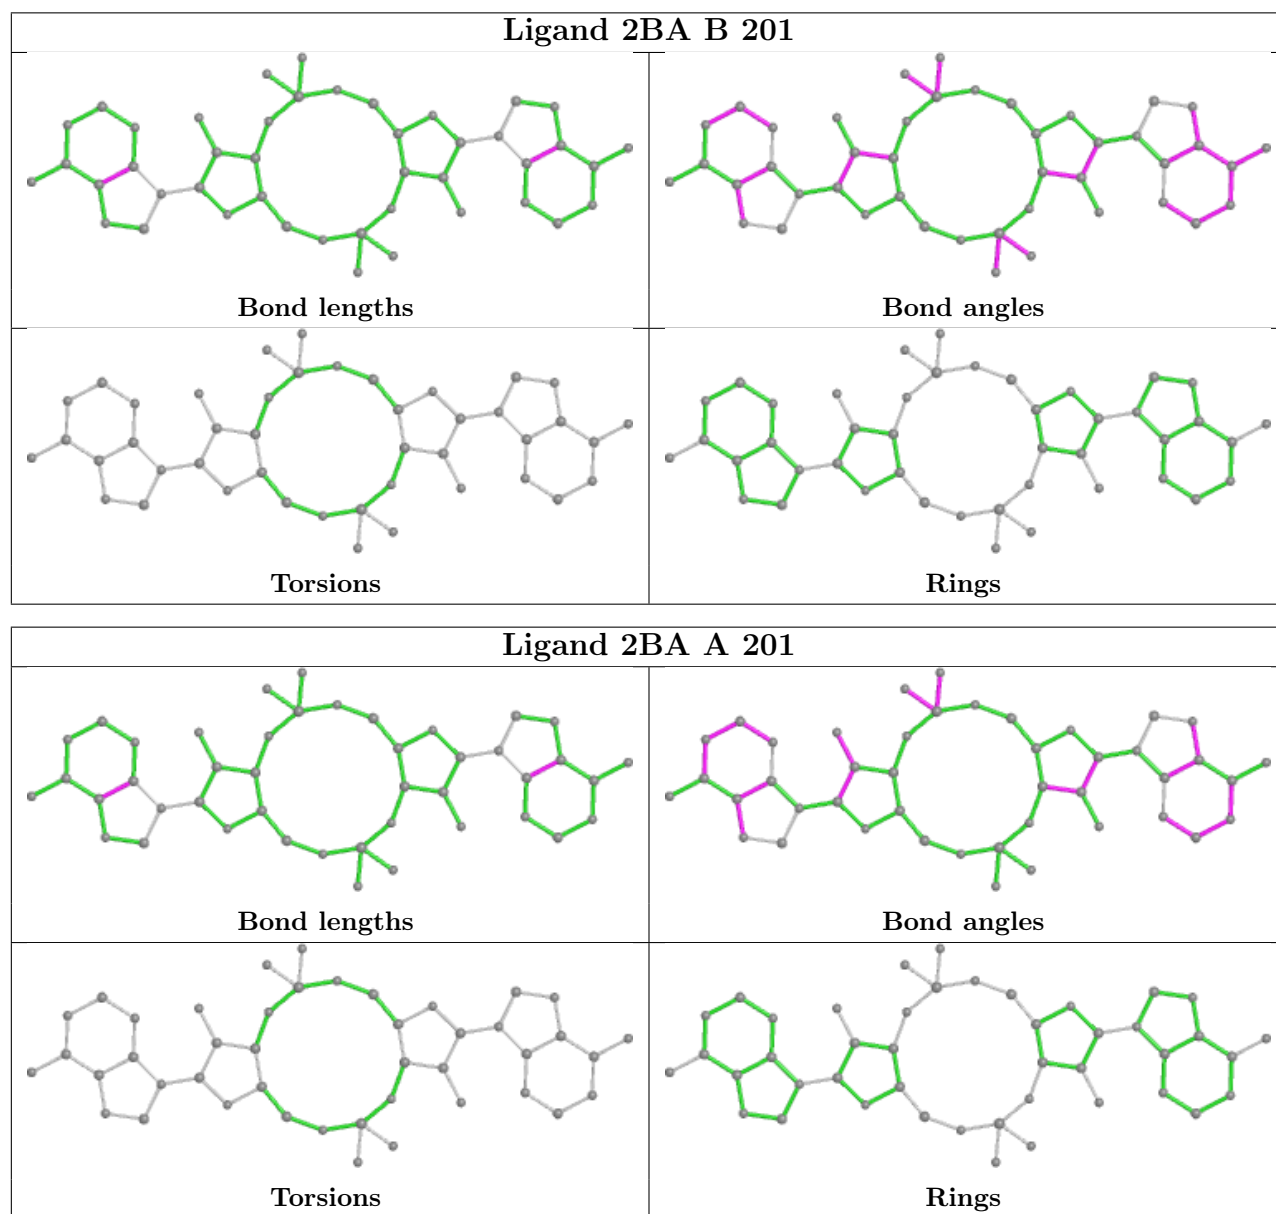 Ligand 2BA B 201
Bond lengths
Bond angles
Torsions
Rings
Ligand 2BA A 201
Bond lengths
Bond angles
Torsions
Rings